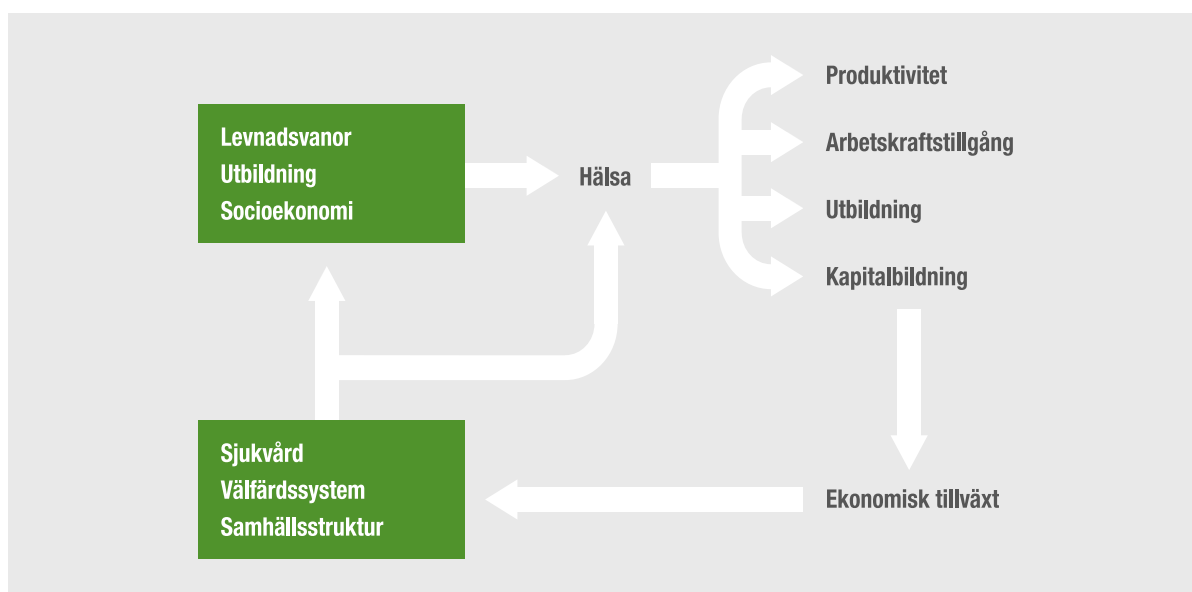 Levnadsvanor
Utbildning
Socioekonomi
Hälsa
Produktivitet
Arbetskraftstillgång
Utbildning
Kapitalbildning
Sjukvård
Välfärdssystem
Samhällsstruktur
Ekonomisk tillväxt